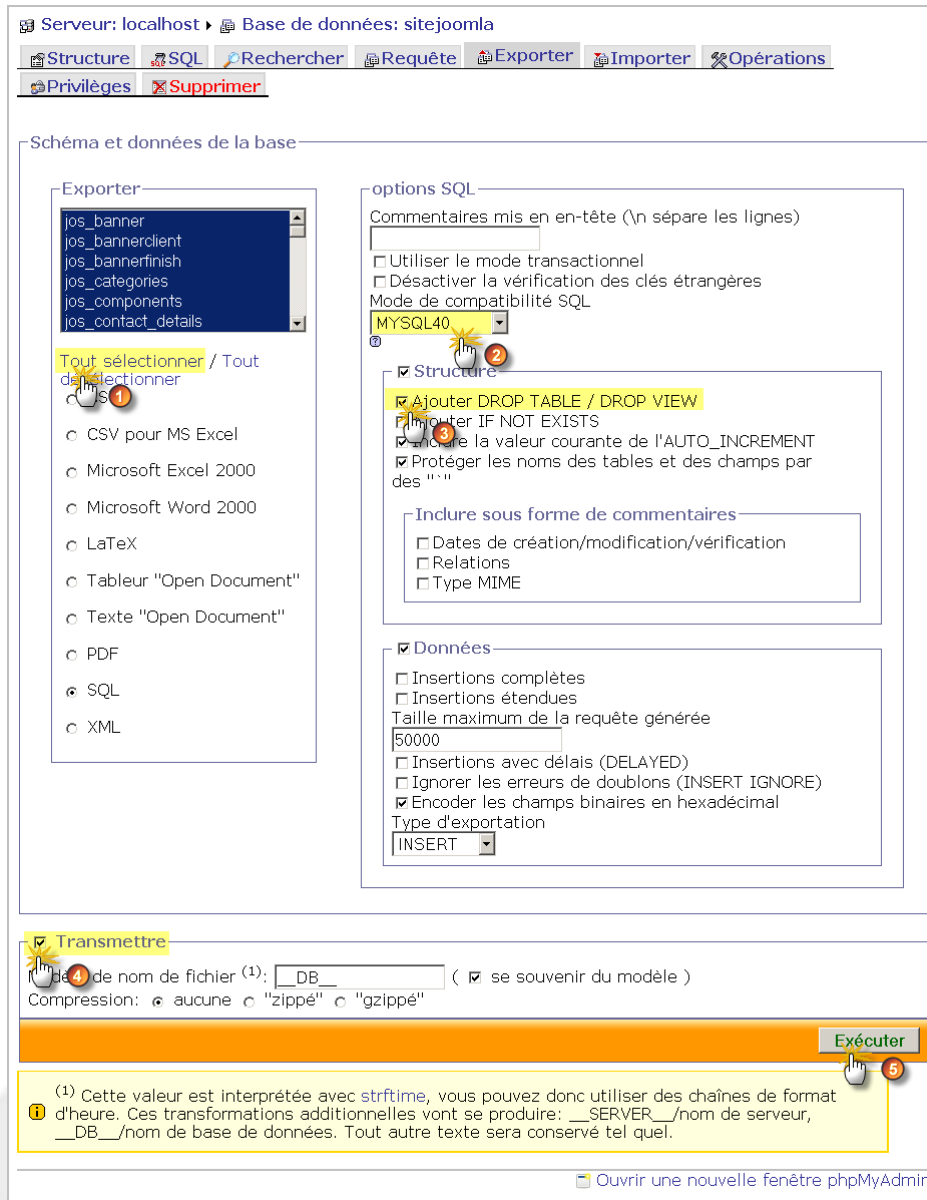 Serveur: localhost ▸ Base de données: sitejoomla
Structure SQL Rechercher Requête Exporter Importer Opérations
Privilèges Supprimer
Schéma et données de la base
Exporter
jos_banner
jos_bannerclient
jos_bannerfinish
jos_categories
jos_components
jos_contact_details
Tout sélectionner / Tout
désélectionner
1
CSV pour MS Excel
Microsoft Excel 2000
Microsoft Word 2000
LaTeX
Tableur "Open Document"
Texte "Open Document"
PDF
SQL
XML
options SQL
Commentaires mis en en-tête (\n sépare les lignes)
Utiliser le mode transactionnel
Désactiver la vérification des clés étrangères
Mode de compatibilité SQL
MYSQL40
2
Structure
Ajouter DROP TABLE / DROP VIEW
Ajouter IF NOT EXISTS
3
Inclure la valeur courante de l'AUTO_INCREMENT
Protéger les noms des tables et des champs par
des "`"
Inclure sous forme de commentaires
Dates de création/modification/vérification
Relations
Type MIME
Données
Insertions complètes
Insertions étendues
Taille maximum de la requête générée
50000
Insertions avec délais (DELAYED)
Ignorer les erreurs de doublons (INSERT IGNORE)
Encoder les champs binaires en hexadécimal
Type d'exportation
INSERT
Transmettre
4 de nom de fichier (1): __DB__ ( se souvenir du modèle )
Compression: aucune "zippé" "gzippé"
Exécuter
5
(1) Cette valeur est interprétée avec strftime, vous pouvez donc utiliser des chaînes de format
d'heure. Ces transformations additionnelles vont se produire: __SERVER__/nom de serveur,
__DB__/nom de base de données. Tout autre texte sera conservé tel quel.
Ouvrir une nouvelle fenêtre phpMyAdmin